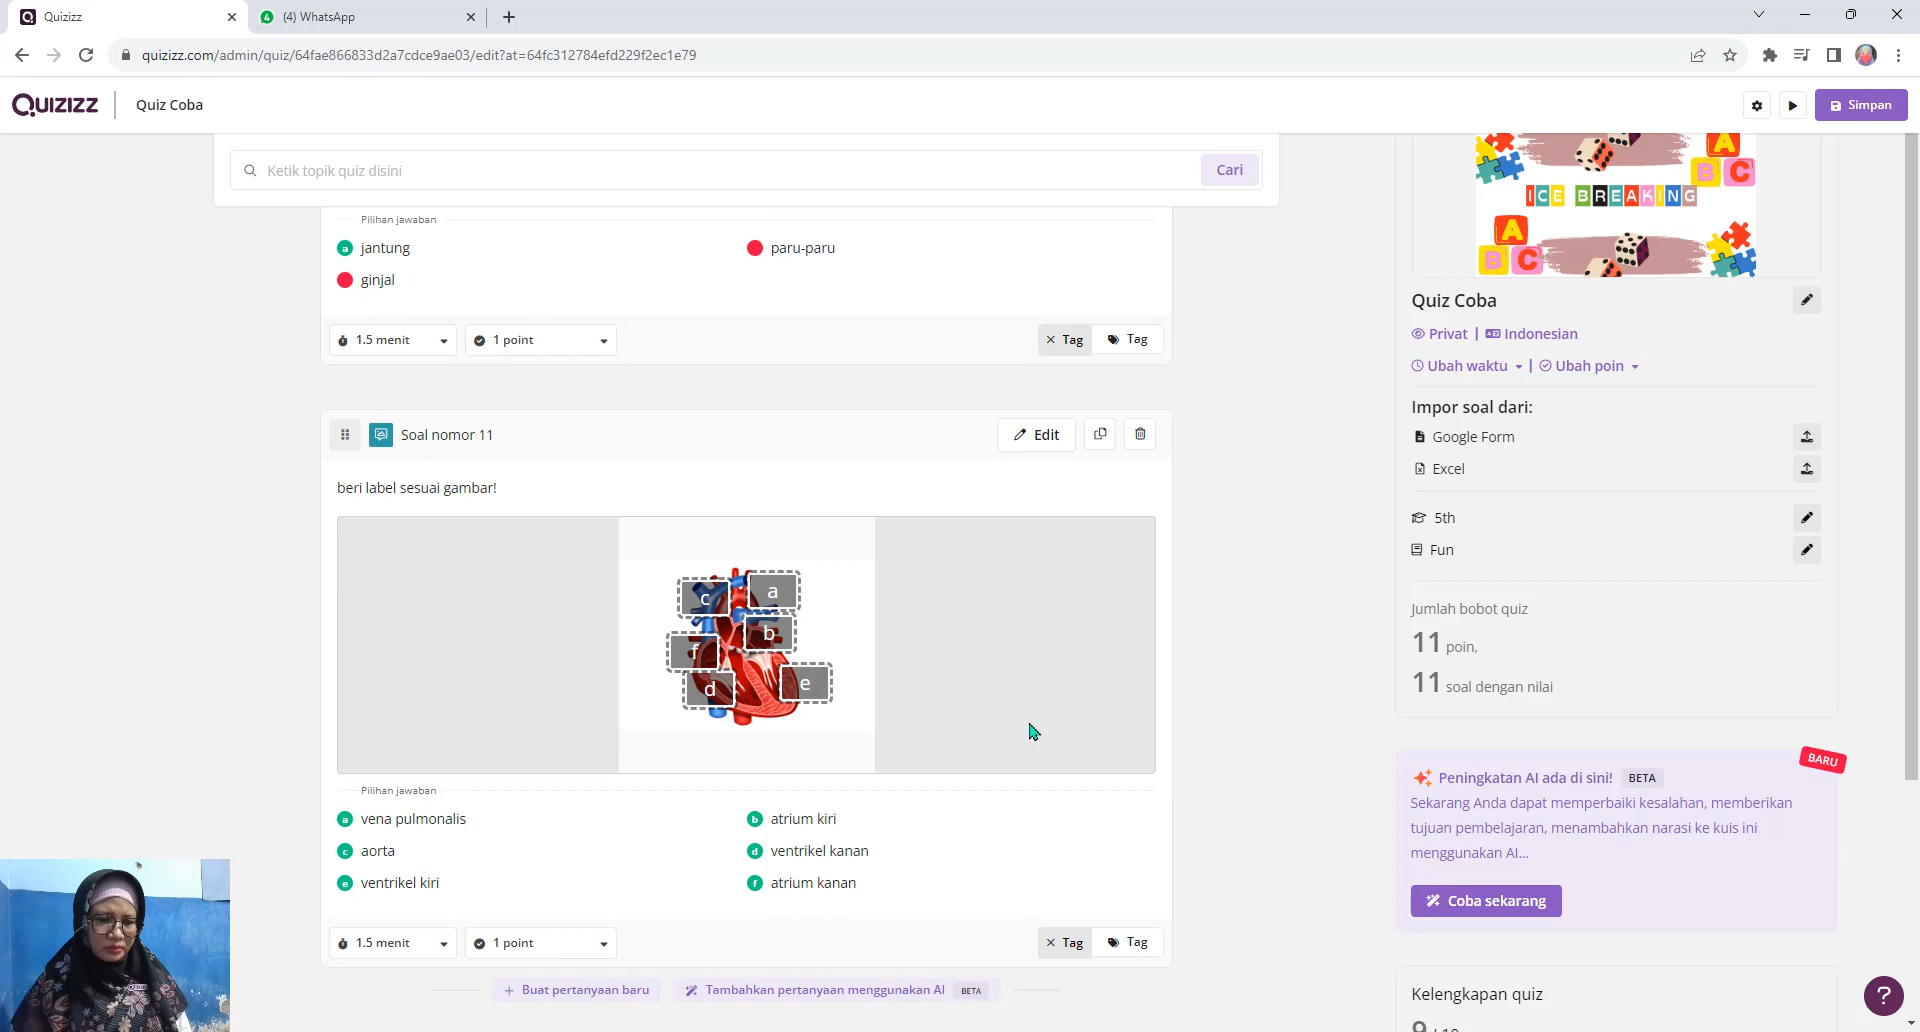 Quizizz
(4) WhatsApp
quizizz.com/admin/quiz/64fae866833d2a7cdce9ae03/edit?at=64fc312784efd229f2ec1e79
QUIZIZZ
Quiz Coba
Simpan
Ketik topik quiz disini
Cari
Pilihan jawaban
a jantung
paru-paru
ginjal
1.5 menit
1 point
× Tag
Tag
Soal nomor 11
Edit
beri label sesuai gambar!
c
a
b
f
d
e
Pilihan jawaban
a vena pulmonalis
b atrium kiri
c aorta
d ventrikel kanan
e ventrikel kiri
f atrium kanan
1.5 menit
1 point
× Tag
Tag
+ Buat pertanyaan baru
Tambahkan pertanyaan menggunakan AI BETA
A
B C
ICE BREAKING
A
B C
Quiz Coba
Privat | Indonesian
Ubah waktu | Ubah poin
Impor soal dari:
Google Form
Excel
5th
Fun
Jumlah bobot quiz
11 poin,
11 soal dengan nilai
BARU
Peningkatan AI ada di sini! BETA
Sekarang Anda dapat memperbaiki kesalahan, memberikan
tujuan pembelajaran, menambahkan narasi ke kuis ini
menggunakan AI...
Coba sekarang
Kelengkapan quiz
?